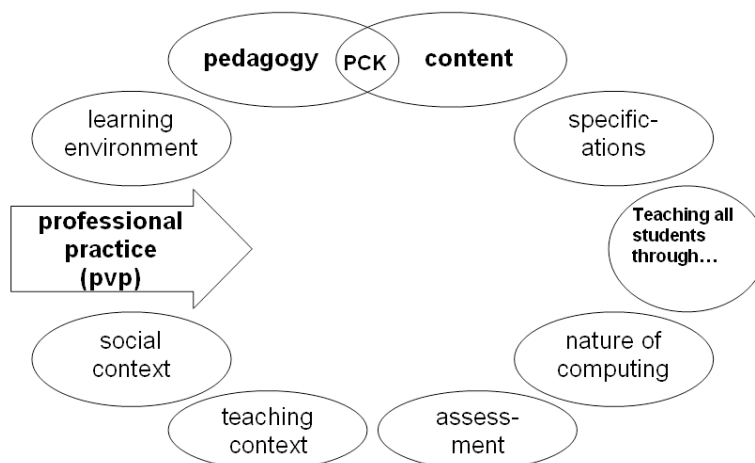 pedagogy PCK content
learning
environment
specific-
ations
professional
practice
(pvp)
Teaching all
students
through...
social
context
nature of
computing
teaching
context
assess-
ment